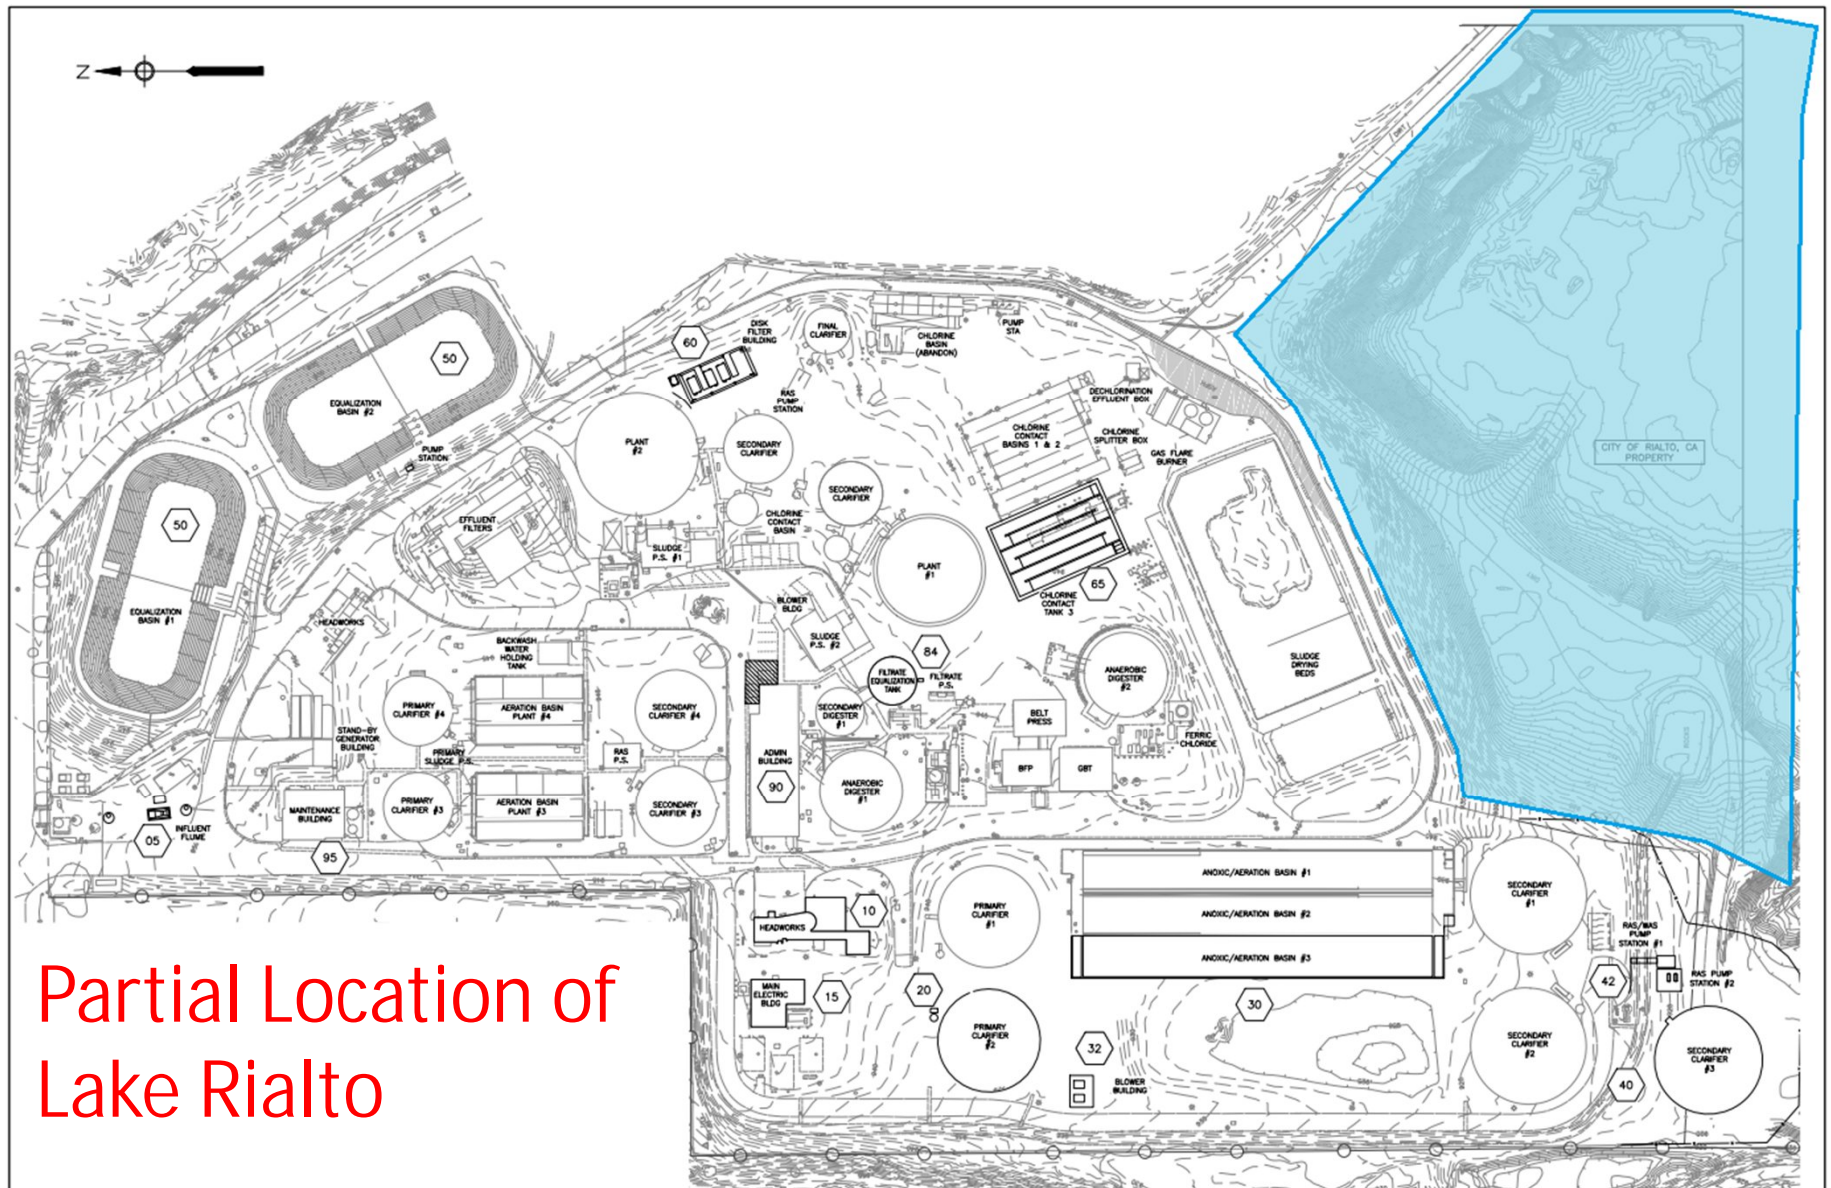 Z
DIRT
CITY OF RIALTO, CA
PROPERTY
60
DISK
FILTER
BUILDING
FINAL
CLARIFIER
CHLORINE
BASIN
(ABANDON)
PUMP
STA
50
EQUALIZATION
BASIN #2
PUMP
STATION
RAS
PUMP
STATION
PLANT
#2
SECONDARY
CLARIFIER
SECONDARY
CLARIFIER
DECHLORINATION
EFFLUENT BOX
CHLORINE
CONTACT
BASINS 1 & 2
CHLORINE
SPLITTER BOX
GAS FLARE
BURNER
50
EQUALIZATION
BASIN #1
EFFLUENT
FILTERS
CHLORINE
CONTACT
BASIN
SLUDGE
P.S. #1
PLANT
#1
65
CHLORINE
CONTACT
TANK 3
HEADWORKS
BLOWER
BLDG
SLUDGE
P.S. #2
BACKWASH
WATER
HOLDING
TANK
84
FILTRATE
EQUALIZATION
TANK
FILTRATE
P.S.
ANAEROBIC
DIGESTER
#2
SLUDGE
DRYING
BEDS
PRIMARY
CLARIFIER #4
AERATION BASIN
PLANT #4
SECONDARY
CLARIFIER #4
SECONDARY
DIGESTER
#1
BELT
PRESS
FERRIC
CHLORIDE
STAND-BY
GENERATOR
BUILDING
PRIMARY
SLUDGE P.S.
RAS
P.S.
ADMIN
BUILDING
90
ANAEROBIC
DIGESTER
#1
BFP
GBT
MAINTENANCE
BUILDING
PRIMARY
CLARIFIER #3
AERATION BASIN
PLANT #3
SECONDARY
CLARIFIER #3
05
INFLUENT
FLUME
95
10
HEADWORKS
PRIMARY
CLARIFIER
#1
ANOXIC/AERATION BASIN #1
ANOXIC/AERATION BASIN #2
ANOXIC/AERATION BASIN #3
SECONDARY
CLARIFIER
#1
RAS/WAS
PUMP
STATION #1
MAIN
ELECTRIC
BLDG
15
20
30
42
RAS PUMP
STATION #2
PRIMARY
CLARIFIER
#2
32
BLOWER
BUILDING
SECONDARY
CLARIFIER
#2
40
SECONDARY
CLARIFIER
#3
Partial Location of
Lake Rialto